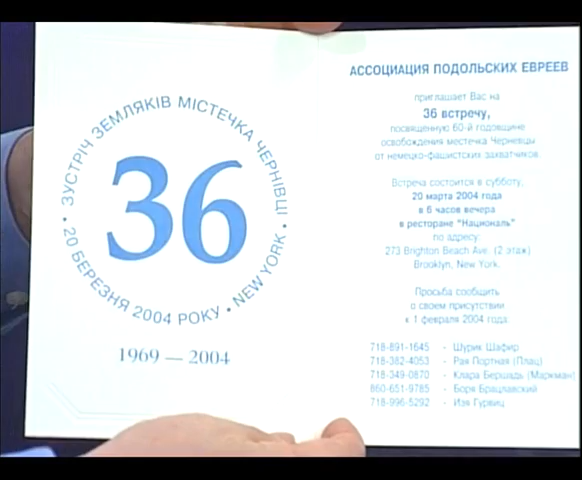 ЗУСТРІЧ ЗЕМЛЯКІВ МІСТЕЧКА ЧЕРНІВЦІ •
36
• 20 БЕРЕЗНЯ 2004 РОКУ • NEW YORK
1969 — 2004
АССОЦИАЦИЯ ПОДОЛЬСКИХ ЕВРЕЕВ
приглашает Вас на
36 встречу,
посвященную 60-й годовщине
освобождения местечка Черневцы
от немецко-фашистских захватчиков.
Встреча состоится в субботу,
20 марта 2004 года
в 6 часов вечера
в ресторане "Националь"
по адресу:
273 Brighton Beach Ave. (2 этаж)
Brooklyn, New York.
Просьба сообщить
о своем присутствии
к 1 февраля 2004 года
718-891-1645 - Шурик Шафир
718-382-4053 - Рая Портная (Плац)
718-349-0870 - Клара Бершадь (Маркман)
860-651-9785 - Боря Брацлавский
718-996-5292 - Изя Гурвиц